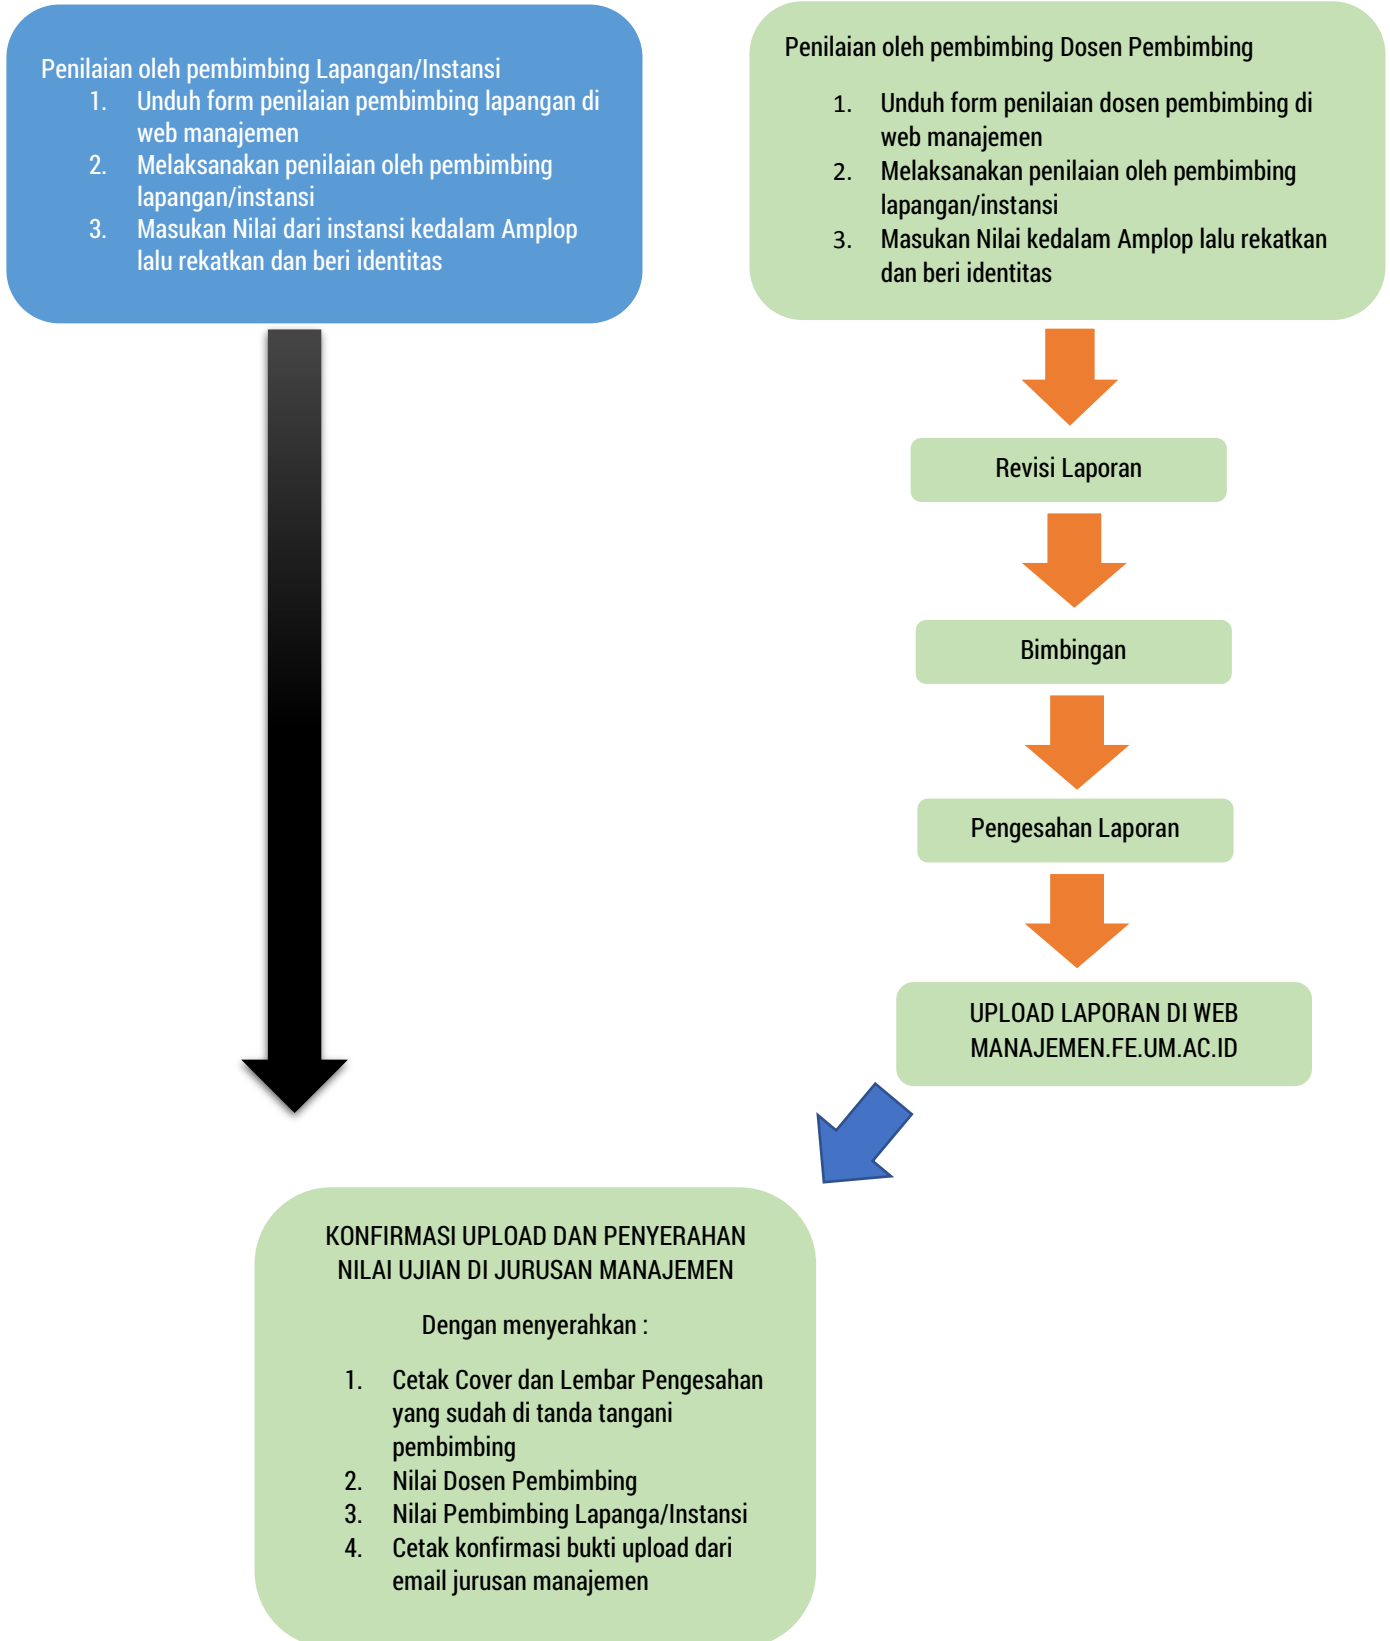 Penilaian oleh pembimbing Lapangan/Instansi
1. Unduh form penilaian pembimbing lapangan di
web manajemen
2. Melaksanakan penilaian oleh pembimbing
lapangan/instansi
3. Masukan Nilai dari instansi kedalam Amplop
lalu rekatkan dan beri identitas
Penilaian oleh pembimbing Dosen Pembimbing
1. Unduh form penilaian dosen pembimbing di
web manajemen
2. Melaksanakan penilaian oleh pembimbing
lapangan/instansi
3. Masukan Nilai kedalam Amplop lalu rekatkan
dan beri identitas
Revisi Laporan
Bimbingan
Pengesahan Laporan
UPLOAD LAPORAN DI WEB
MANAJEMEN.FE.UM.AC.ID
KONFIRMASI UPLOAD DAN PENYERAHAN
NILAI UJIAN DI JURUSAN MANAJEMEN
Dengan menyerahkan :
1. Cetak Cover dan Lembar Pengesahan
yang sudah di tanda tangani
pembimbing
2. Nilai Dosen Pembimbing
3. Nilai Pembimbing Lapanga/Instansi
4. Cetak konfirmasi bukti upload dari
email jurusan manajemen